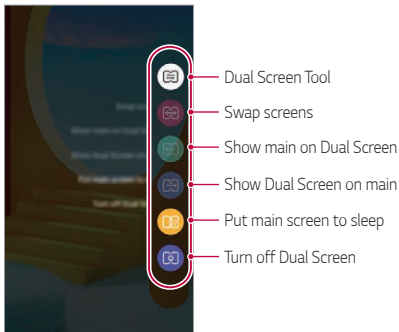 Dual Screen Tool
Swap screens
Show main on Dual Screen
Show Dual Screen on main
Put main screen to sleep
Turn off Dual Screen